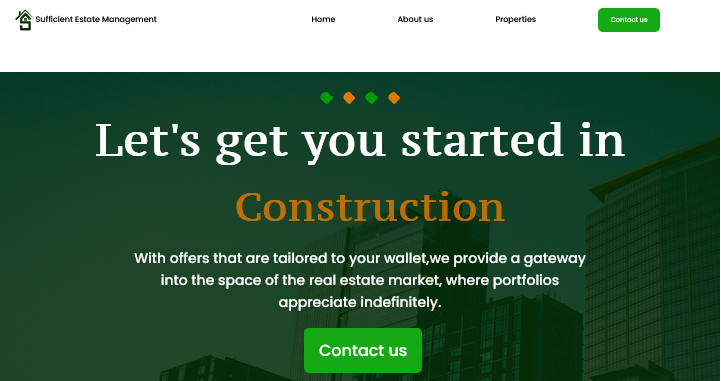 Sufficient Estate Management
Home
About us
Properties
Contact us
Let's get you started in
Construction
With offers that are tailored to your wallet,we provide a gateway
into the space of the real estate market, where portfolios
appreciate indefinitely.
Contact us